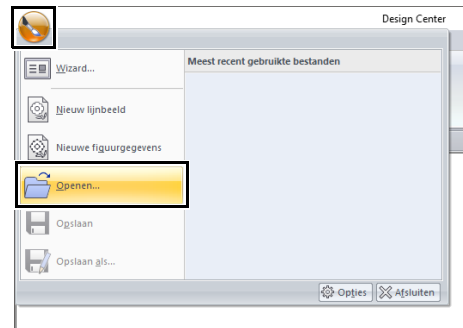 Design Center
Meest recent gebruikte bestanden
Wizard...
Nieuw lijnbeeld
Nieuwe figuurgegevens
Openen...
Opslaan
Opslaan als...
Opties
Afsluiten